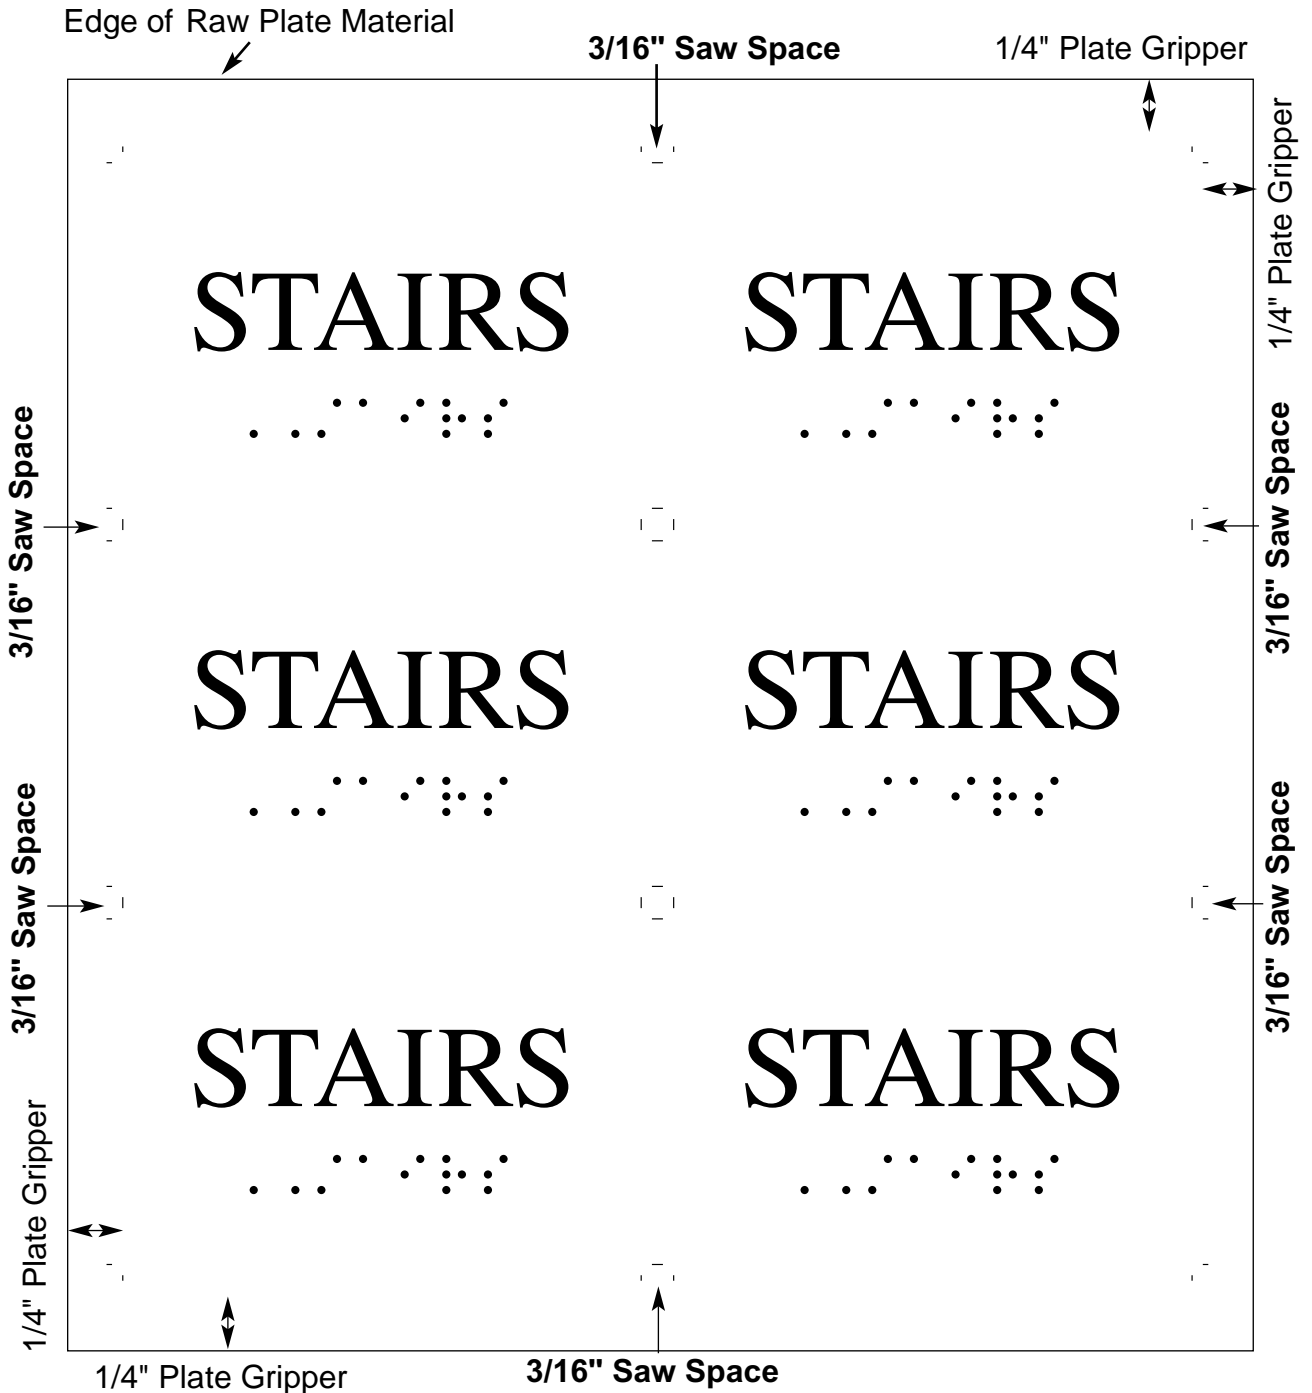 Edge of Raw Plate Material
3/16" Saw Space
1/4" Plate Gripper
1/4" Plate Gripper
STAIRS
STAIRS
⠠⠠⠌⠁⠊⠗⠎
⠠⠠⠌⠁⠊⠗⠎
3/16" Saw Space
3/16" Saw Space
STAIRS
STAIRS
⠠⠠⠌⠁⠊⠗⠎
⠠⠠⠌⠁⠊⠗⠎
3/16" Saw Space
3/16" Saw Space
STAIRS
STAIRS
⠠⠠⠌⠁⠊⠗⠎
⠠⠠⠌⠁⠊⠗⠎
1/4" Plate Gripper
1/4" Plate Gripper
3/16" Saw Space